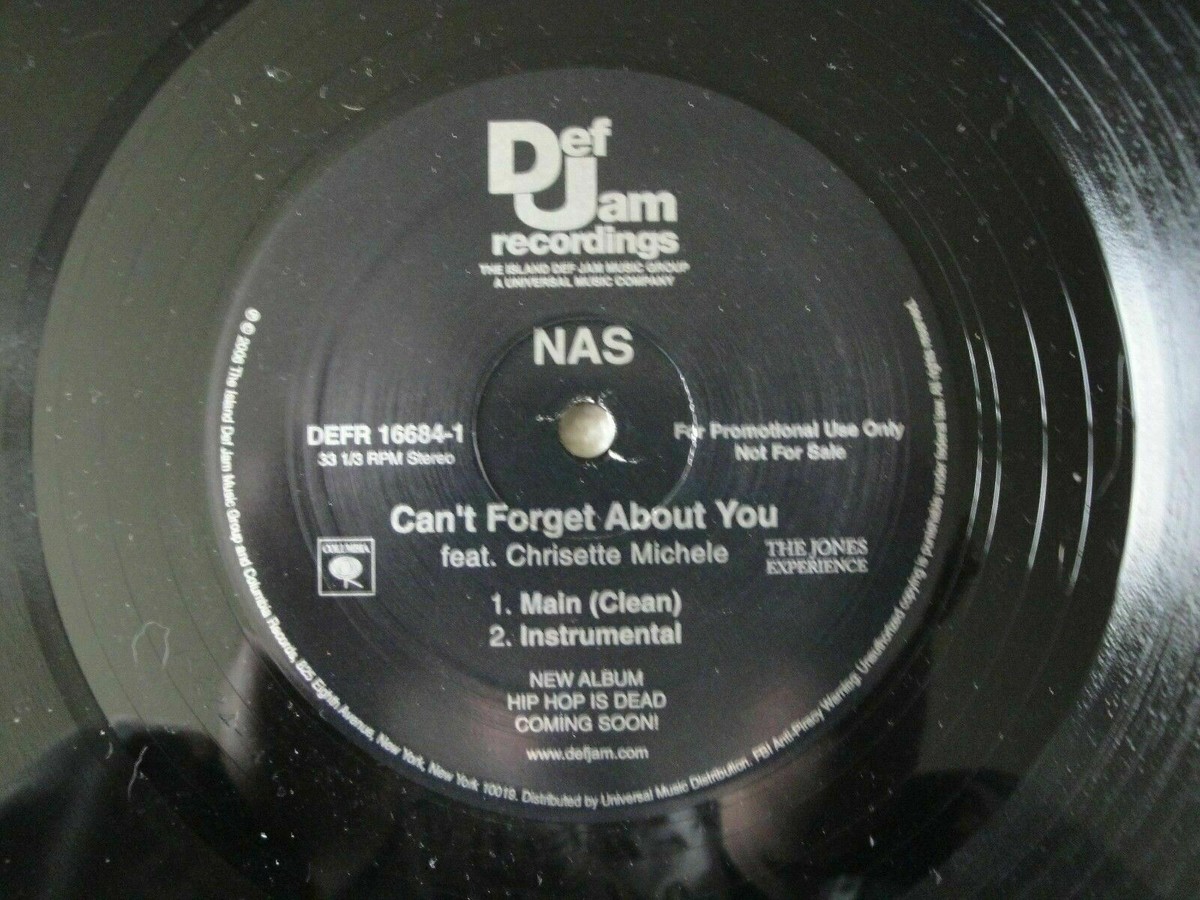 Def
Jam
recordings
THE ISLAND DEF JAM MUSIC GROUP
A UNIVERSAL MUSIC COMPANY
NAS
DEFR 16684-1
33 1/3 RPM Stereo
For Promotional Use Only
Not For Sale
Can't Forget About You
feat. Chrisette Michele
COLUMBIA
THE JONES
EXPERIENCE
1. Main (Clean)
2. Instrumental
NEW ALBUM
HIP HOP IS DEAD
COMING SOON!
www.defjam.com
℗ © 2006 The Island Def Jam Music Group and Columbia Records, 825 Eighth Avenue, New York, New York 10019. Distributed by Universal Music Distribution. FBI Anti-Piracy Warning. Unauthorized copying is punishable under federal law. All rights reserved.